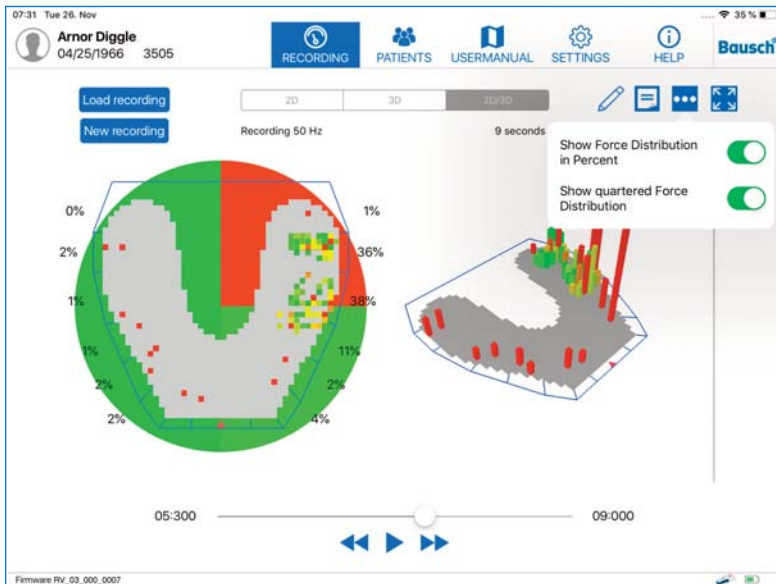 07:31 Tue 26. Nov
35 %
Arnor Diggle
04/25/1966 3505
RECORDING
PATIENTS
USERMANUAL
SETTINGS
HELP
Bausch
Load recording
New recording
2D
3D
2D/3D
Recording 50 Hz
9 seconds
Show Force Distribution
in Percent
Show quartered Force
Distribution
0%
1%
2%
36%
1%
38%
1%
11%
2%
2%
2%
4%
05:300
09:000
Firmware RV_03_000_0007